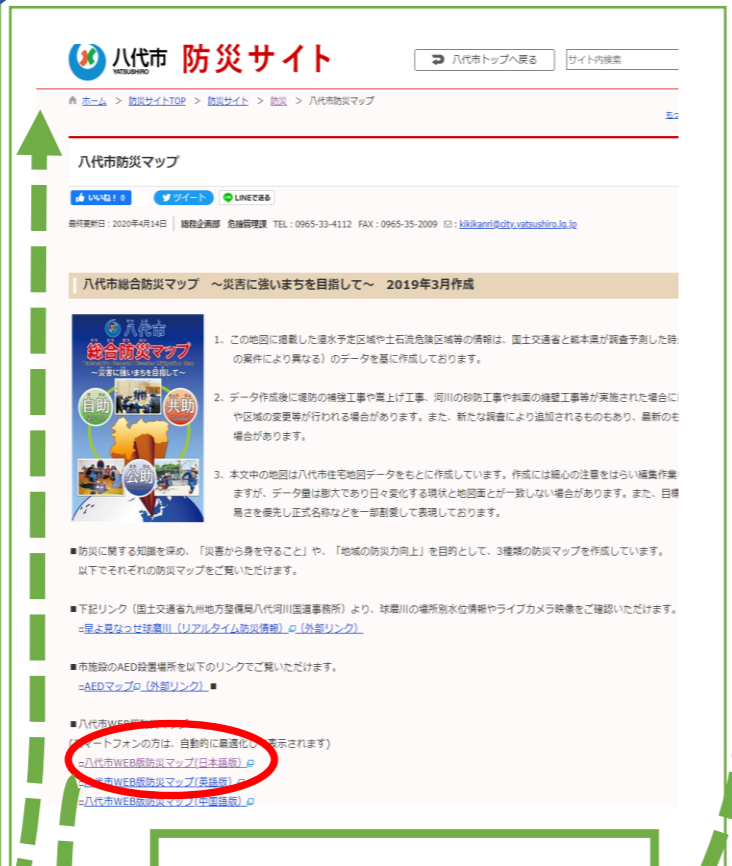 八代市 防災サイト
YATSUSHIRO
八代市トップへ戻る
サイト内検索
ホーム > 防災サイトTOP > 防災サイト > 防災 > 八代市防災マップ
八代市防災マップ
いいね！ 0
ツイート
LINEで送る
最終更新日：2020年4月14日 総務企画部 危機管理課 TEL：0965-33-4112 FAX：0965-35-2009 : kikikanri@city.yatsushiro.lg.jp
八代市総合防災マップ ～災害に強いまちを目指して～ 2019年3月作成
八代市
総合防災マップ
～災害に強いまちを目指して～
自助
共助
公助
1、この地図に掲載した浸水予定区域や土石流危険区域等の情報は、国土交通省と熊本県が調査予測した時
の案件により異なる）のデータを基に作成しております。
2、データ作成後に堤防の補強工事や嵩上げ工事、河川の砂防工事や斜面の擁壁工事等が実施された場合に
や区域の変更等が行われる場合があります。また、新たな調査により追加されるものもあり、最新のも
場合があります。
3、本文中の地図は八代市住宅地図データをもとに作成しています。作成には細心の注意をはらい編集作業
ますが、データ量は膨大であり日々変化する現状と地図面とが一致しない場合があります。また、目標
易さを優先し正式名称などを一部割愛して表現しております。
■防災に関する知識を深め、「災害から身を守ること」や、「地域の防災力向上」を目的として、3種類の防災マップを作成しています。
以下でそれぞれの防災マップをご覧いただけます。
■下記リンク（国土交通省九州地方整備局八代河川国道事務所）より、球磨川の場所別水位情報やライブカメラ映像をご確認いただけます。
▫早よ見なっせ球磨川（リアルタイム防災情報）（外部リンク）
■市施設のAED設置場所を以下のリンクでご覧いただけます。
▫AEDマップ（外部リンク）■
■八代市WEB版防災マップ
(スマートフォンの方は、自動的に最適化し 表示されます)
▫八代市WEB版防災マップ(日本語版)
▫八代市WEB版防災マップ(英語版)
▫八代市WEB版防災マップ(中国語版)